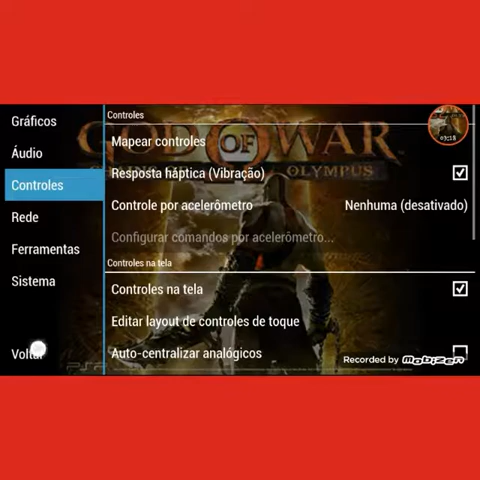 Gráficos
Áudio
Controles
Rede
Ferramentas
Sistema
Voltar
Controles
GOD OF WAR
OLYMPUS
Mapear controles
Resposta háptica (Vibração)
Controle por acelerômetro
Nenhuma (desativado)
Configurar comandos por acelerômetro...
Controles na tela
Controles na tela
Editar layout de controles de toque
Auto-centralizar analógicos
Recorded by mobizen